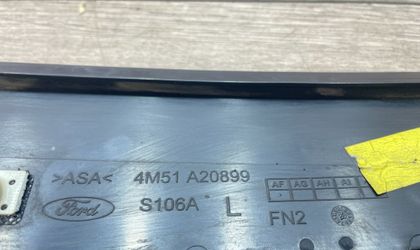 >ASA< 4M51 A20899
AF AG AH AI
Ford S106A L FN2